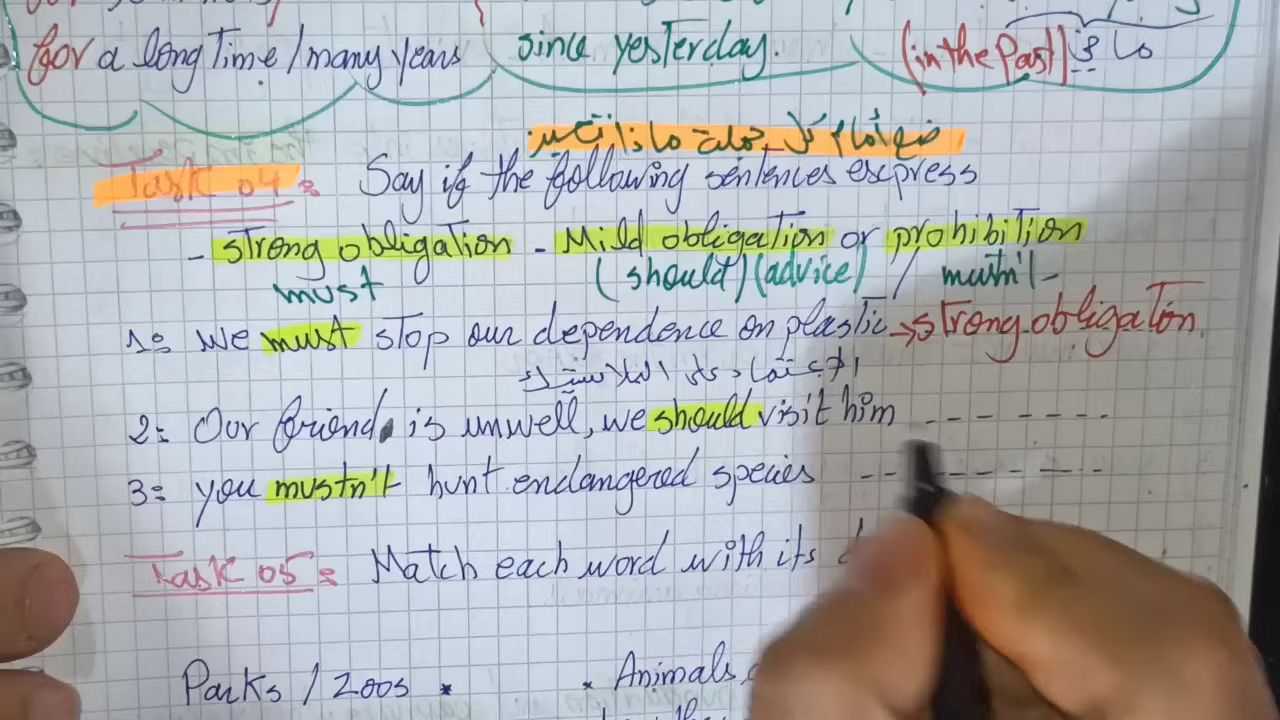 for a long time / many years since yesterday. (in the Past)
ضع أمام كل جملة ماذا تعبر
Task 04: Say if the following sentences express
- strong obligation - Mild obligation or prohibition
must (should) (advice) / mustn't
1: We must stop our dependence on plastic → strong obligation
الاعتماد على البلاستيك
2: Our friend is unwell, we should visit him --------
3: you mustn't hunt endangered species --------
Task 05: Match each word with its
Parks / Zoos * * Animals